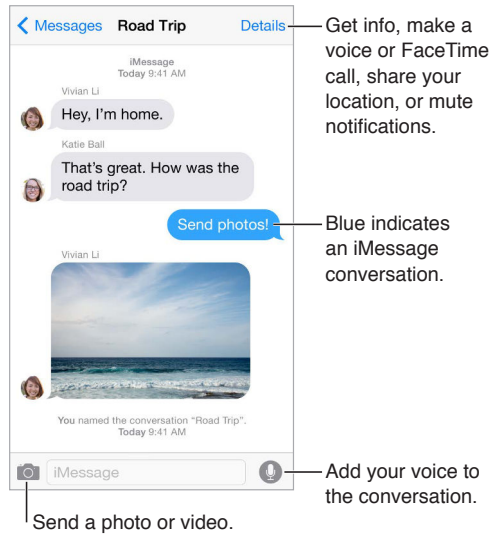 Messages Road Trip Details
Get info, make a
voice or FaceTime
call, share your
location, or mute
notifications.
iMessage
Today 9:41 AM
Vivian Li
Hey, I'm home.
Katie Ball
That's great. How was the
road trip?
Send photos!
Blue indicates
an iMessage
conversation.
Vivian Li
You named the conversation “Road Trip”.
Today 9:41 AM
iMessage
Add your voice to
the conversation.
Send a photo or video.